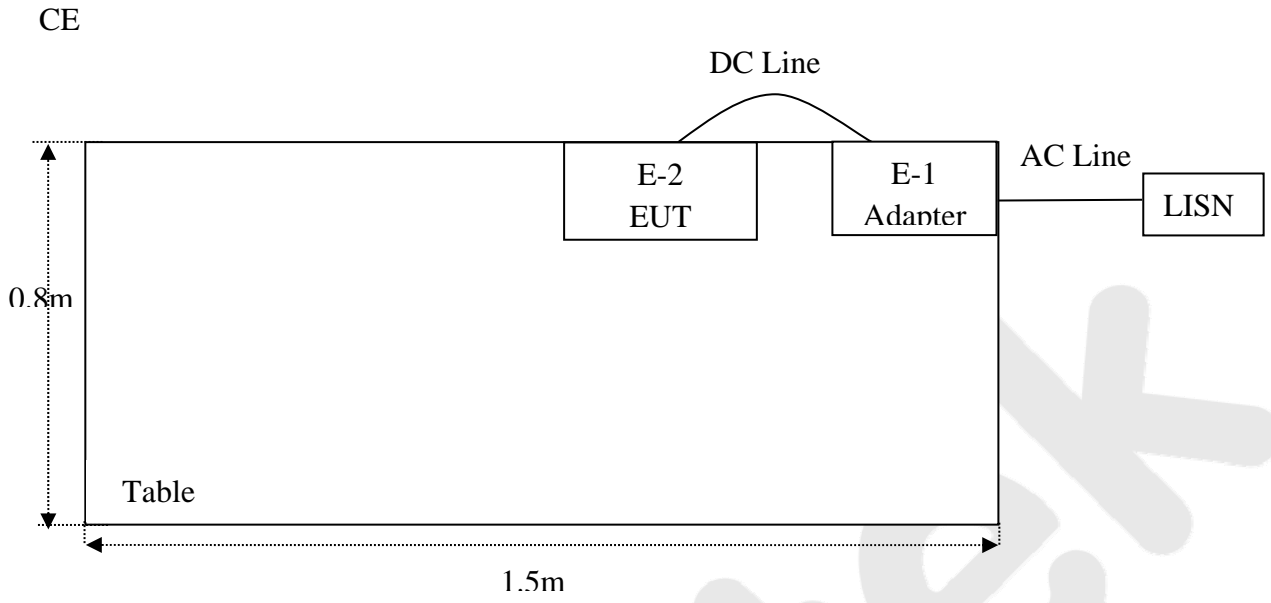 CE
DC Line
AC Line
E-2
EUT
E-1
Adapter
LISN
0.8m
Table
1.5m